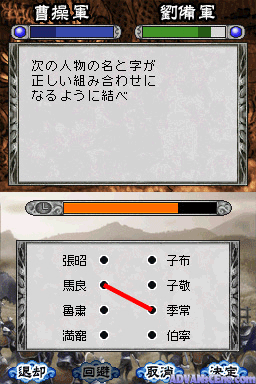 曹操軍 劉備軍
次の人物の名と字が
正しい組み合わせに
なるように結べ
張昭 子布
馬良 子敬
魯粛 季常
満寵 伯寧
退却 回避 取消 決定